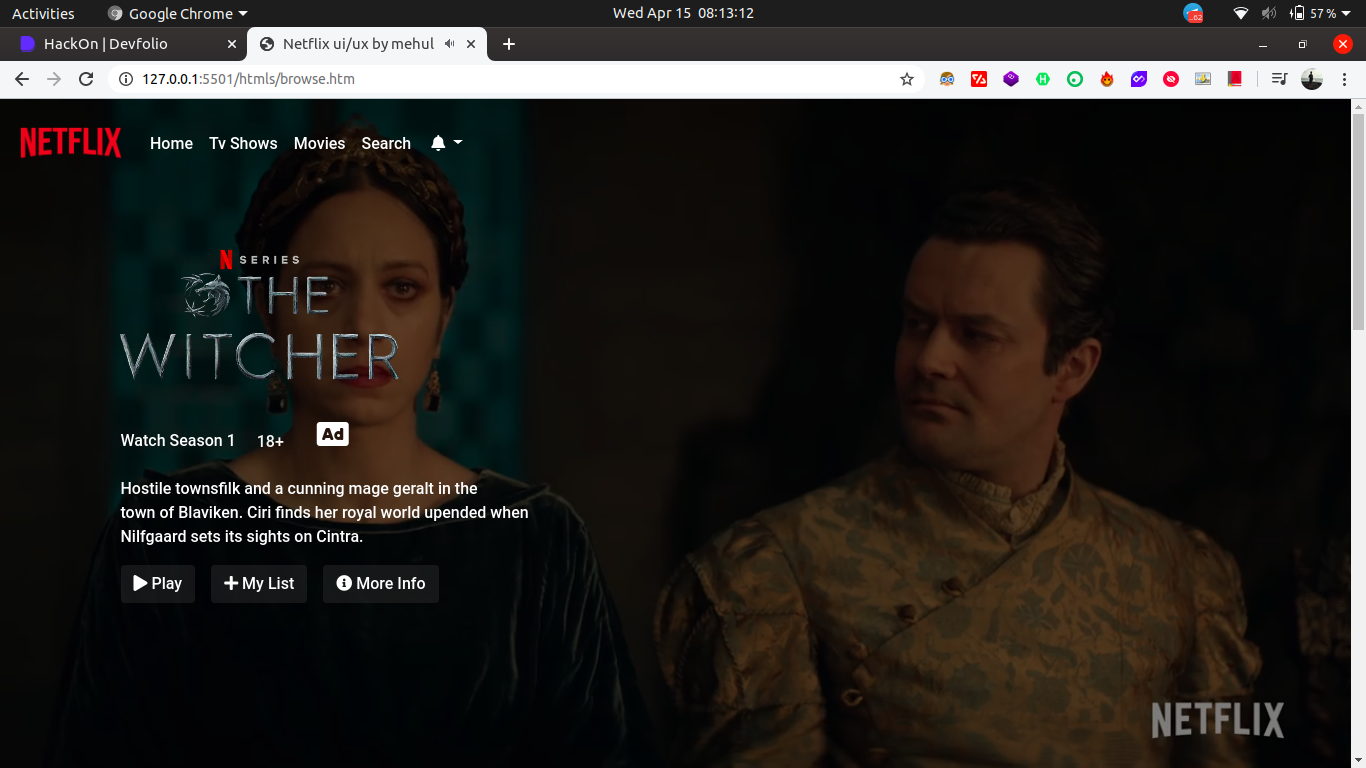 Activities Google Chrome Wed Apr 15 08:13:12 .62 57 %
HackOn | Devfolio Netflix ui/ux by mehul
127.0.0.1:5501/htmls/browse.htm
NETFLIX Home Tv Shows Movies Search
N SERIES
THE
WITCHER
Watch Season 1 18+ Ad
Hostile townsfilk and a cunning mage geralt in the
town of Blaviken. Ciri finds her royal world upended when
Nilfgaard sets its sights on Cintra.
Play My List More Info
NETFLIX